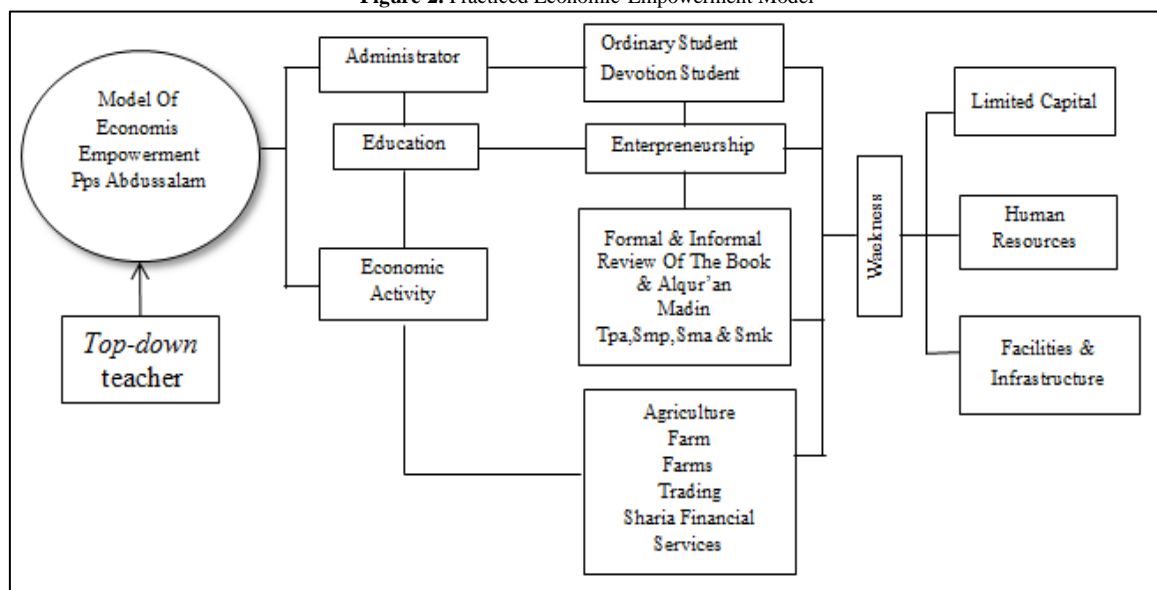 Figure 2. Practiced Economic Empowerment Model
Model Of
Economis
Empowerment
Pps Abdussalam
Top-down
teacher
Administrator
Education
Economic
Activity
Ordinary Student
Devotion Student
Enterpreneurship
Formal & Informal
Review Of The Book
& Alqur’an
Madin
Tpa,Smp,Sma & Smk
Agriculture
Farm
Farms
Trading
Sharia Financial
Services
Waekness
Limited Capital
Human
Resources
Facilities &
Infrastructure